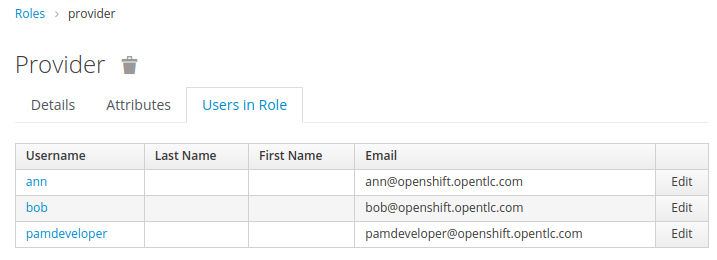 Roles > provider
Provider
Details Attributes Users in Role
Username Last Name First Name Email
ann ann@openshift.opentlc.com Edit
bob bob@openshift.opentlc.com Edit
pamdeveloper pamdeveloper@openshift.opentlc.com Edit